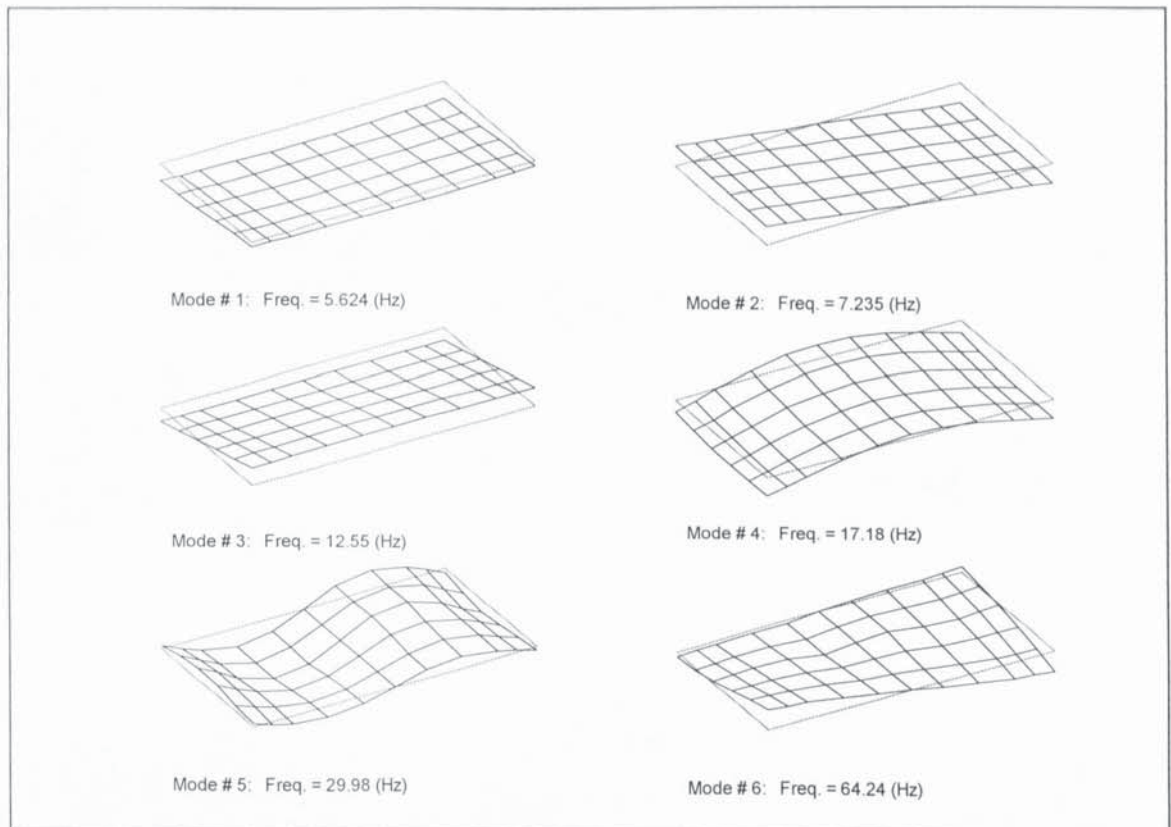 Mode # 1: Freq. = 5.624 (Hz)
Mode # 2: Freq. = 7.235 (Hz)
Mode # 3: Freq. = 12.55 (Hz)
Mode # 4: Freq. = 17.18 (Hz)
Mode # 5: Freq. = 29.98 (Hz)
Mode # 6: Freq. = 64.24 (Hz)